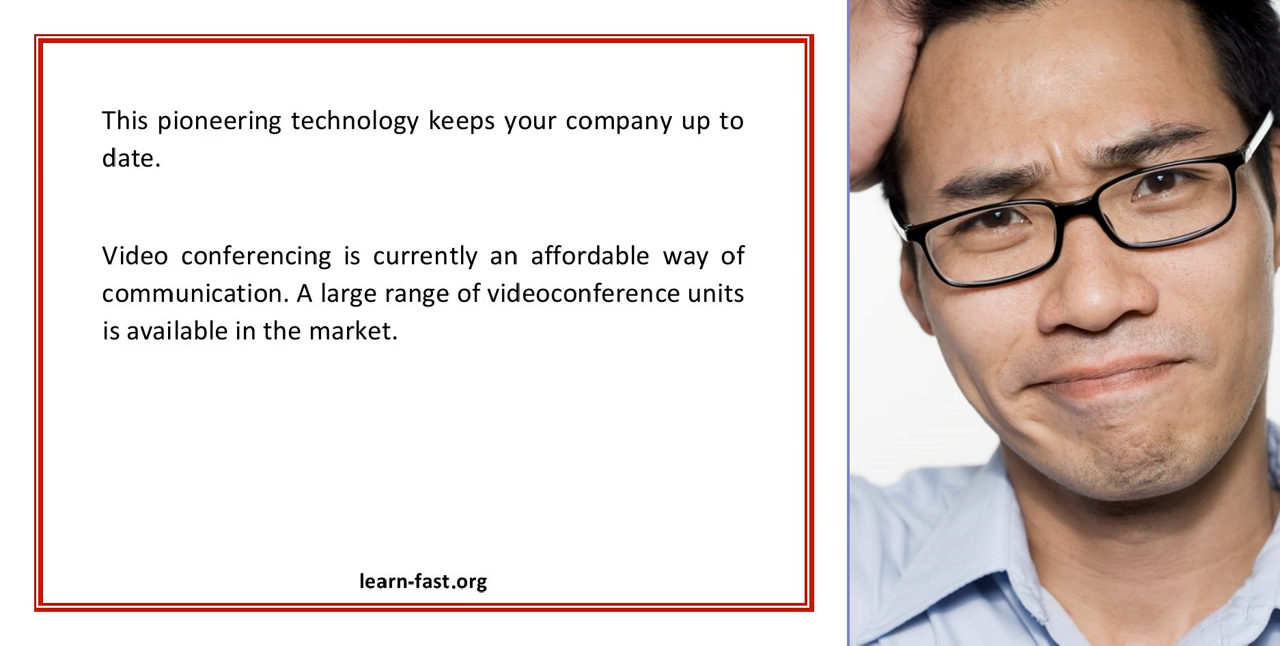 This pioneering technology keeps your company up to
date.
Video conferencing is currently an affordable way of
communication. A large range of videoconference units
is available in the market.
learn-fast.org